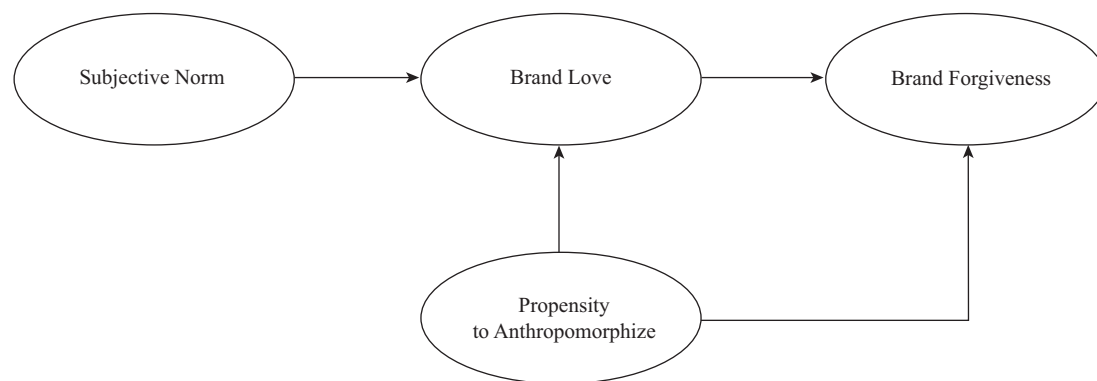 Subjective Norm
Brand Love
Brand Forgiveness
Propensity
to Anthropomorphize